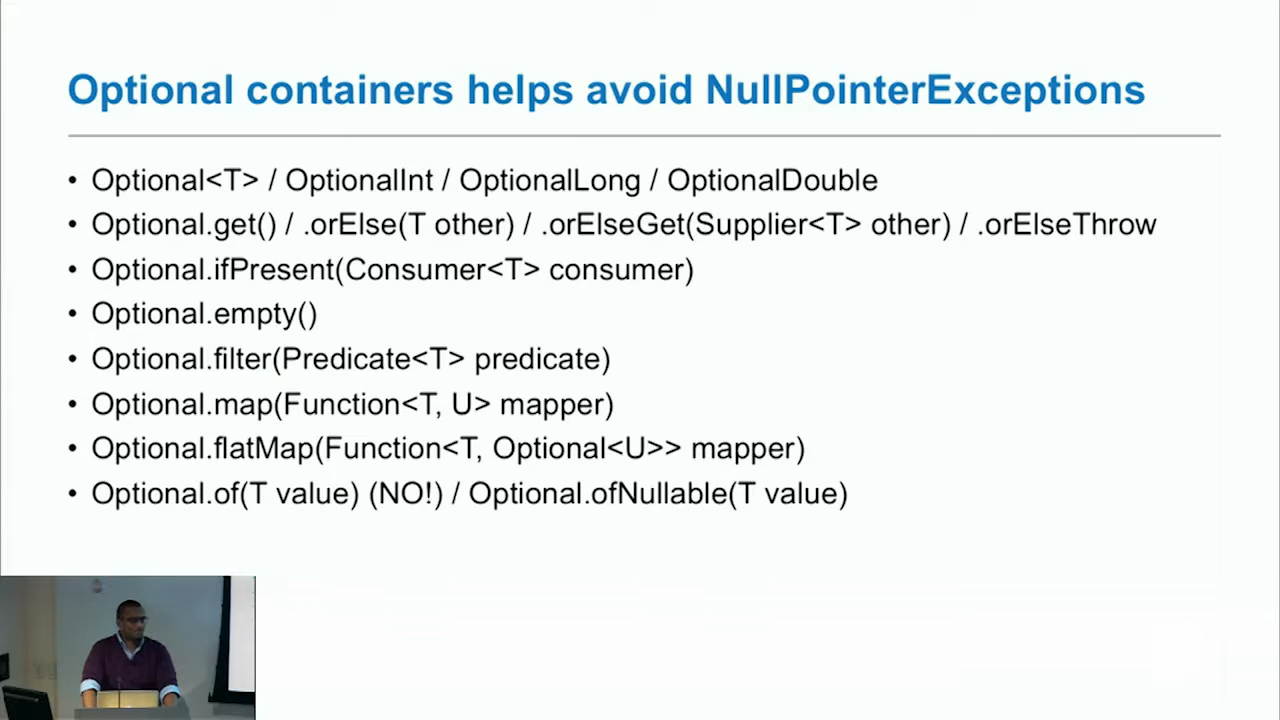 Optional containers helps avoid NullPointerExceptions
• Optional<T> / OptionalInt / OptionalLong / OptionalDouble
• Optional.get() / .orElse(T other) / .orElseGet(Supplier<T> other) / .orElseThrow
• Optional.ifPresent(Consumer<T> consumer)
• Optional.empty()
• Optional.filter(Predicate<T> predicate)
• Optional.map(Function<T, U> mapper)
• Optional.flatMap(Function<T, Optional<U>> mapper)
• Optional.of(T value) (NO!) / Optional.ofNullable(T value)